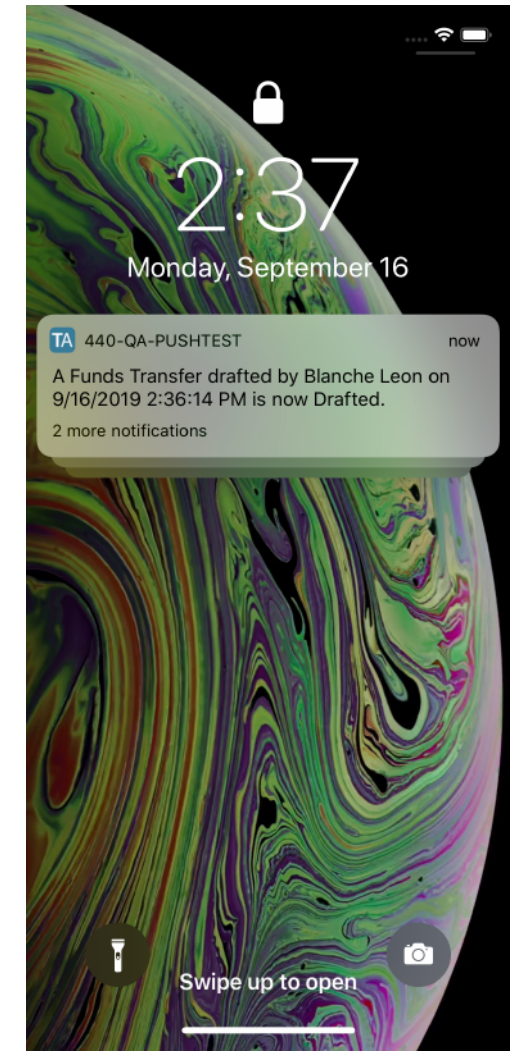 2:37
Monday, September 16
TA 440-QA-PUSHTEST now
A Funds Transfer drafted by Blanche Leon on
9/16/2019 2:36:14 PM is now Drafted.
2 more notifications
Swipe up to open